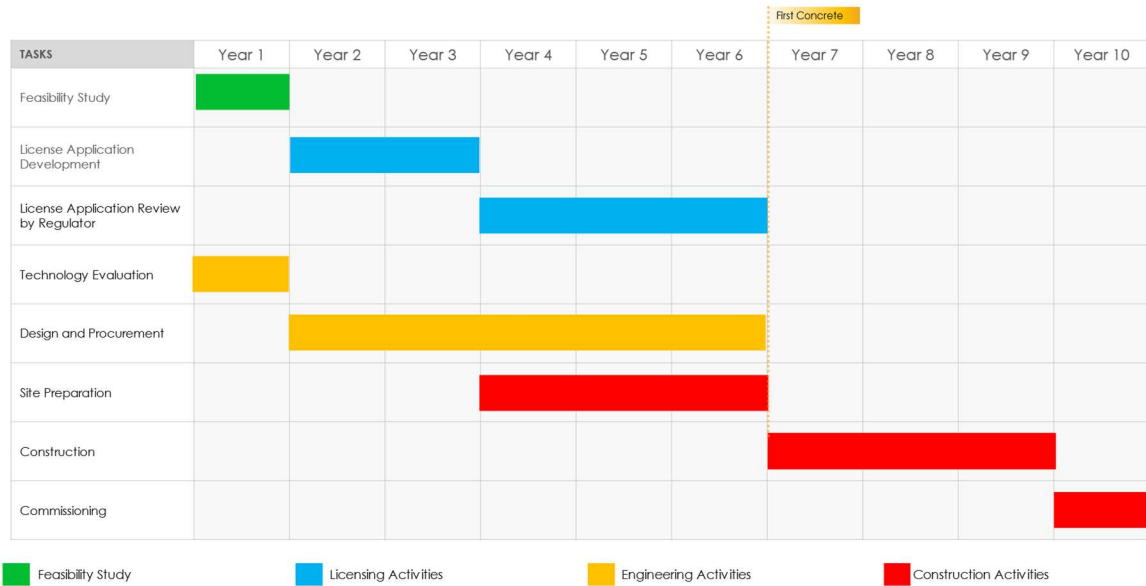 First Concrete
TASKS Year 1 Year 2 Year 3 Year 4 Year 5 Year 6 Year 7 Year 8 Year 9 Year 10
Feasibility Study
License Application
Development
License Application Review
by Regulator
Technology Evaluation
Design and Procurement
Site Preparation
Construction
Commissioning
Feasibility Study Licensing Activities Engineering Activities Construction Activities